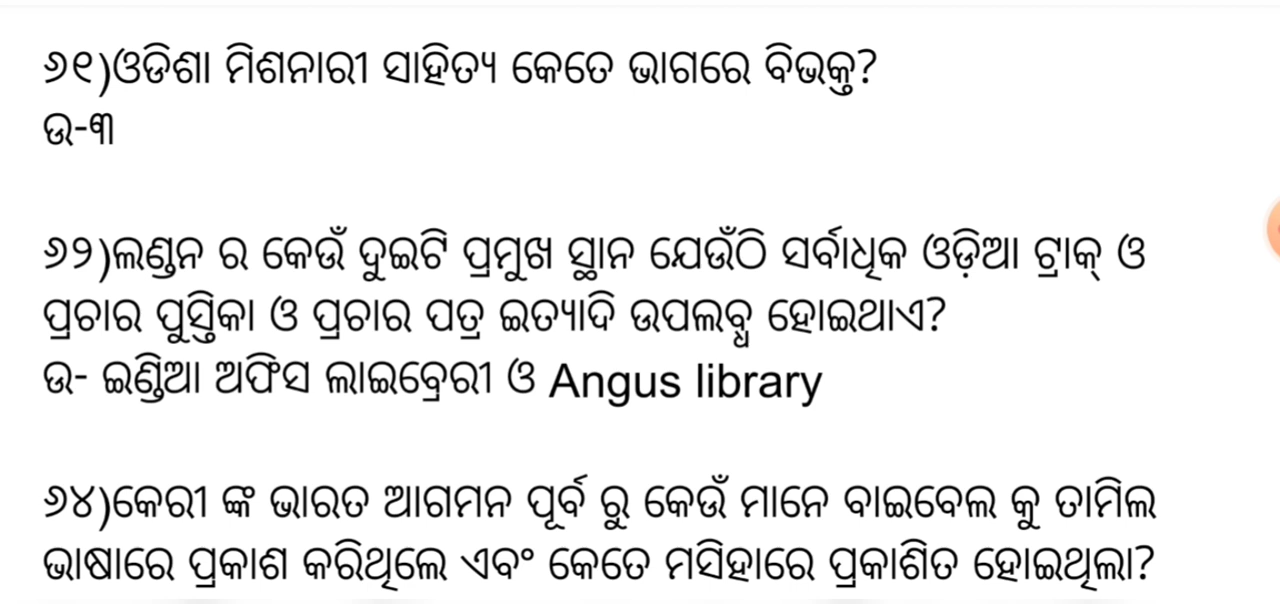 ୬୧)ଓଡିଶା ମିଶନାରୀ ସାହିତ୍ୟ କେତେ ଭାଗରେ ବିଭକ୍ତ?
ଉ-୩
୬୨)ଲଣ୍ଡନ ର କେଉଁ ଦୁଇଟି ପ୍ରମୁଖ ସ୍ଥାନ ଯେଉଁଠି ସର୍ବାଧିକ ଓଡ଼ିଆ ଟ୍ରାକ୍ ଓ
ପ୍ରଚାର ପୁସ୍ତିକା ଓ ପ୍ରଚାର ପତ୍ର ଇତ୍ୟାଦି ଉପଲବ୍ଧ ହୋଇଥାଏ?
ଉ- ଇଣ୍ଡିଆ ଅଫିସ ଲାଇବ୍ରେରୀ ଓ Angus library
୬୪)କେରୀ ଙ୍କ ଭାରତ ଆଗମନ ପୂର୍ବ ରୁ କେଉଁ ମାନେ ବାଇବେଲ କୁ ତାମିଲ
ଭାଷାରେ ପ୍ରକାଶ କରିଥିଲେ ଏବଂ କେତେ ମସିହାରେ ପ୍ରକାଶିତ ହୋଇଥିଲା?